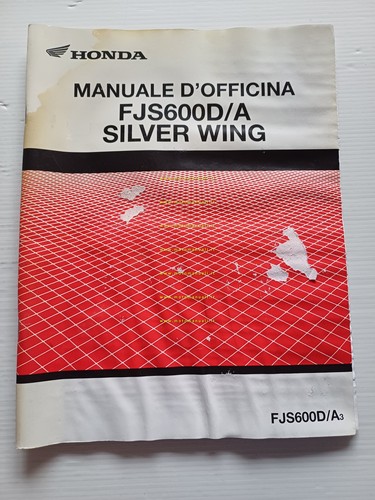 HONDA
MANUALE D'OFFICINA
FJS600D/A
SILVER WING
FJS600D/A3